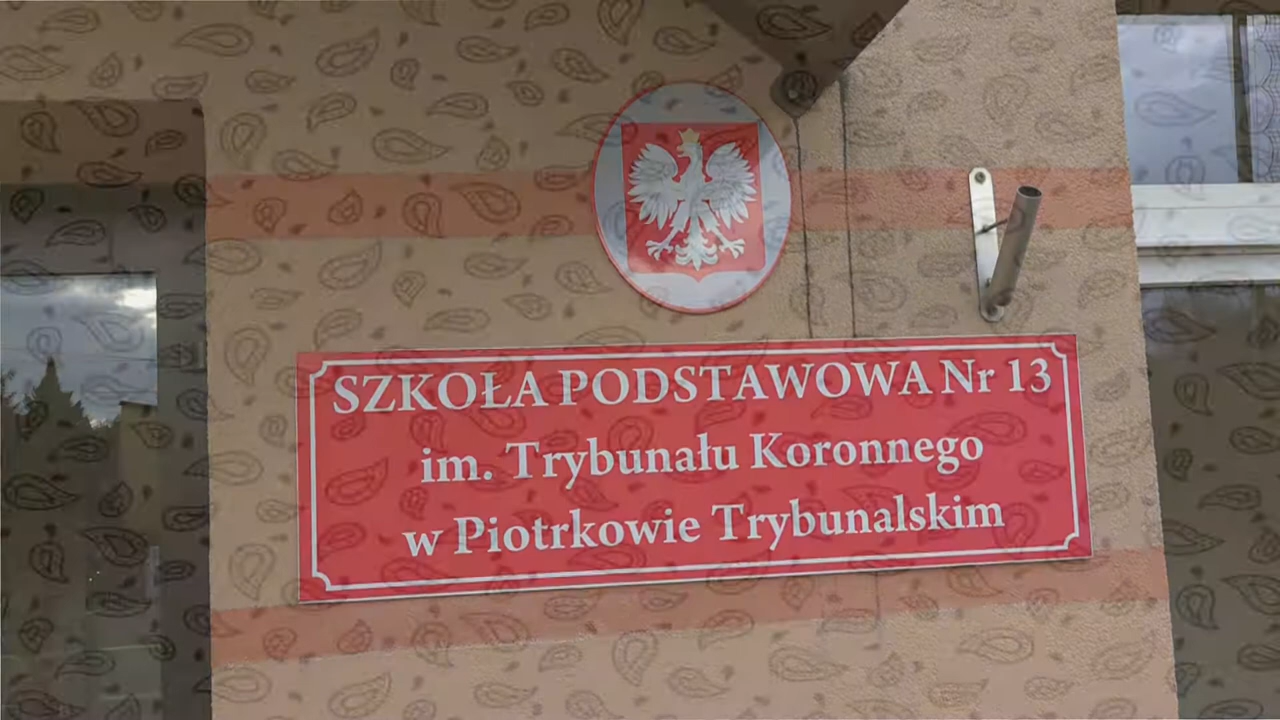 SZKOŁA PODSTAWOWA Nr 13
im. Trybunału Koronnego
w Piotrkowie Trybunalskim